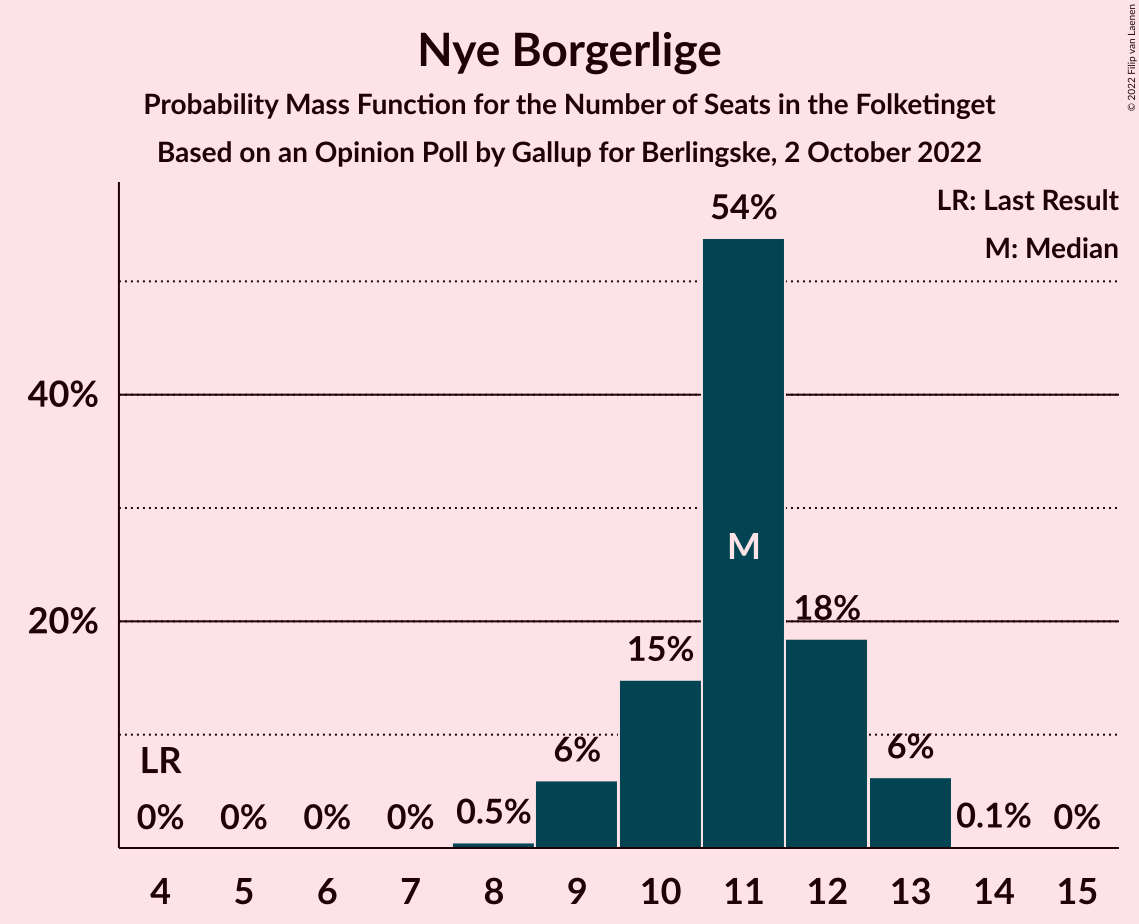 Nye Borgerlige
Probability Mass Function for the Number of Seats in the Folketinget
Based on an Opinion Poll by Gallup for Berlingske, 2 October 2022
© 2022 Filip van Laenen
LR: Last Result
M: Median
54%
40%
M
20%
18%
15%
LR
6%
6%
0%
0%
0%
0%
0.5%
0.1%
0%
4 5 6 7 8 9 10 11 12 13 14 15